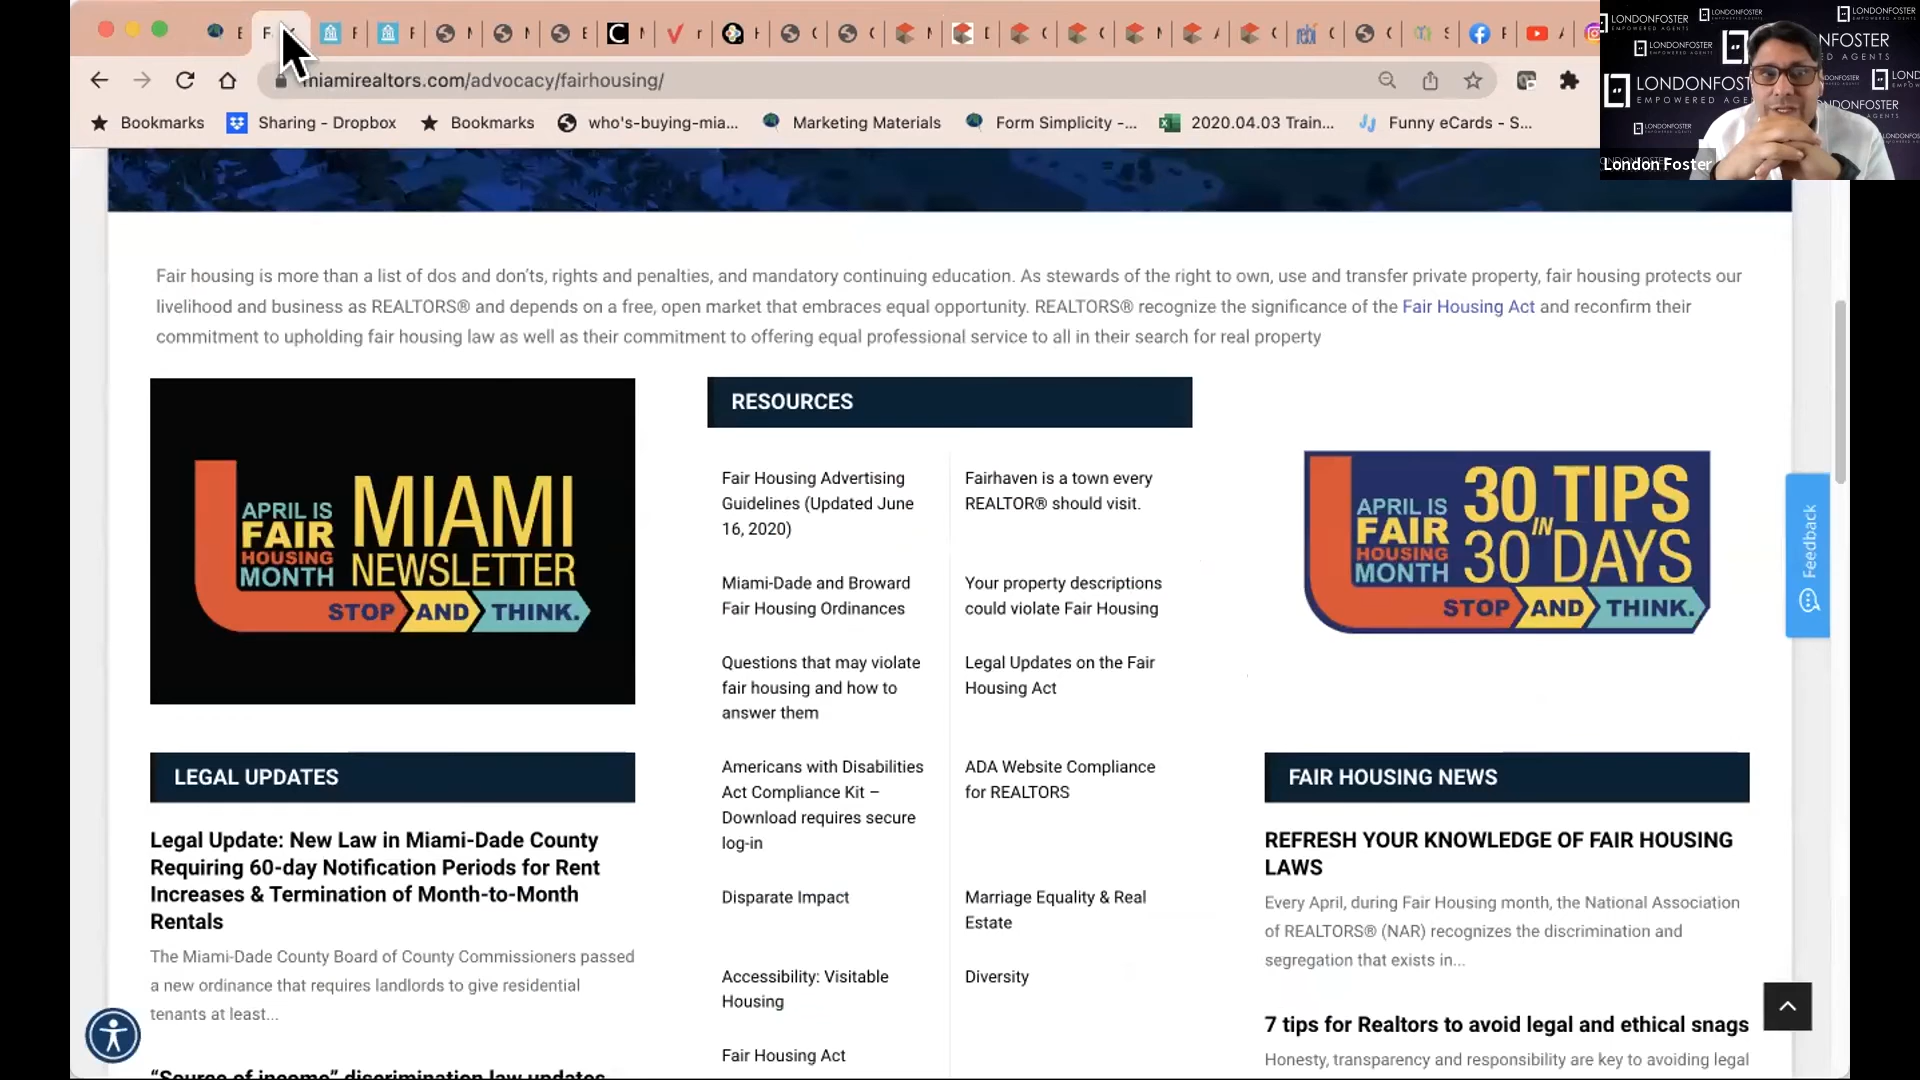 miamirealtors.com/advocacy/fairhousing/
Bookmarks
Sharing - Dropbox
Bookmarks
who's-buying-mia...
Marketing Materials
Form Simplicity -...
2020.04.03 Train...
Funny eCards - S...
LONDONFOSTER
EMPOWERED AGENTS
London Foster
Fair housing is more than a list of dos and don'ts, rights and penalties, and mandatory continuing education. As stewards of the right to own, use and transfer private property, fair housing protects our
livelihood and business as REALTORS® and depends on a free, open market that embraces equal opportunity. REALTORS® recognize the significance of the Fair Housing Act and reconfirm their
commitment to upholding fair housing law as well as their commitment to offering equal professional service to all in their search for real property
APRIL IS
FAIR
HOUSING
MONTH
MIAMI
NEWSLETTER
STOP AND THINK.
LEGAL UPDATES
Legal Update: New Law in Miami-Dade County
Requiring 60-day Notification Periods for Rent
Increases & Termination of Month-to-Month
Rentals
The Miami-Dade County Board of County Commissioners passed
a new ordinance that requires landlords to give residential
tenants at least...
"Source of income" discrimination law updates
RESOURCES
Fair Housing Advertising
Guidelines (Updated June
16, 2020)
Miami-Dade and Broward
Fair Housing Ordinances
Questions that may violate
fair housing and how to
answer them
Americans with Disabilities
Act Compliance Kit –
Download requires secure
log-in
Disparate Impact
Accessibility: Visitable
Housing
Fair Housing Act
Fairhaven is a town every
REALTOR® should visit.
Your property descriptions
could violate Fair Housing
Legal Updates on the Fair
Housing Act
ADA Website Compliance
for REALTORS
Marriage Equality & Real
Estate
Diversity
APRIL IS
FAIR
HOUSING
MONTH
30 TIPS
IN
30 DAYS
STOP AND THINK.
Feedback
FAIR HOUSING NEWS
REFRESH YOUR KNOWLEDGE OF FAIR HOUSING
LAWS
Every April, during Fair Housing month, the National Association
of REALTORS® (NAR) recognizes the discrimination and
segregation that exists in...
7 tips for Realtors to avoid legal and ethical snags
Honesty, transparency and responsibility are key to avoiding legal